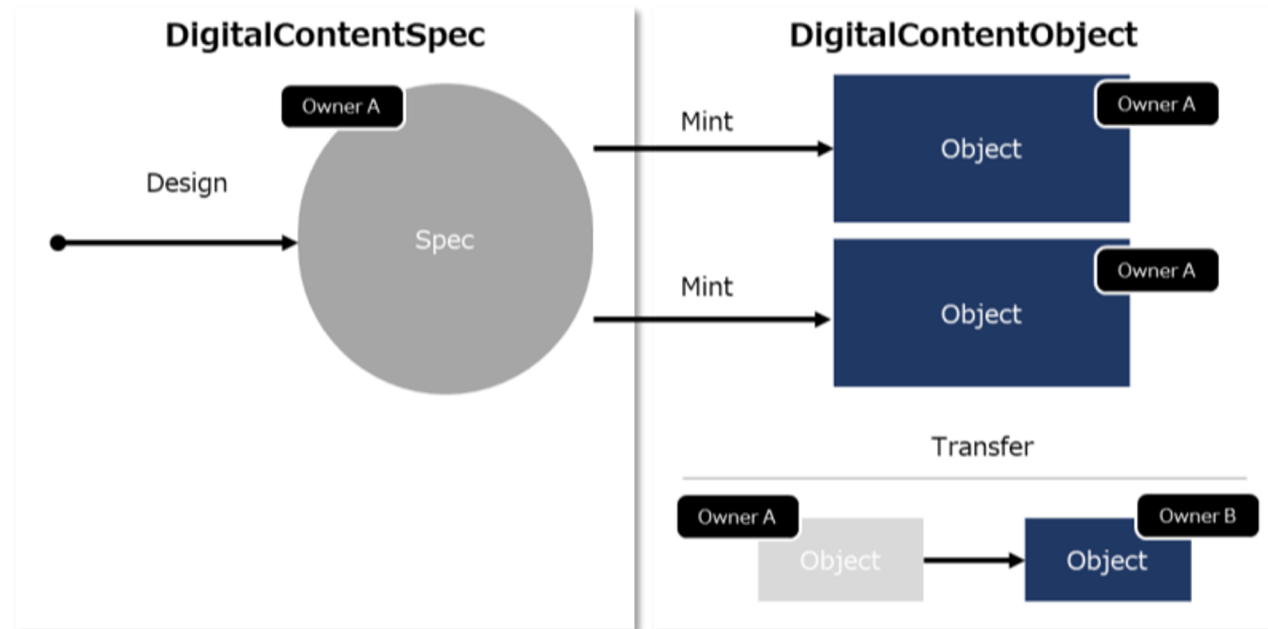 DigitalContentSpec
Owner A
Design
Spec
DigitalContentObject
Mint
Owner A
Object
Mint
Owner A
Object
Transfer
Owner A
Owner B
Object
Object